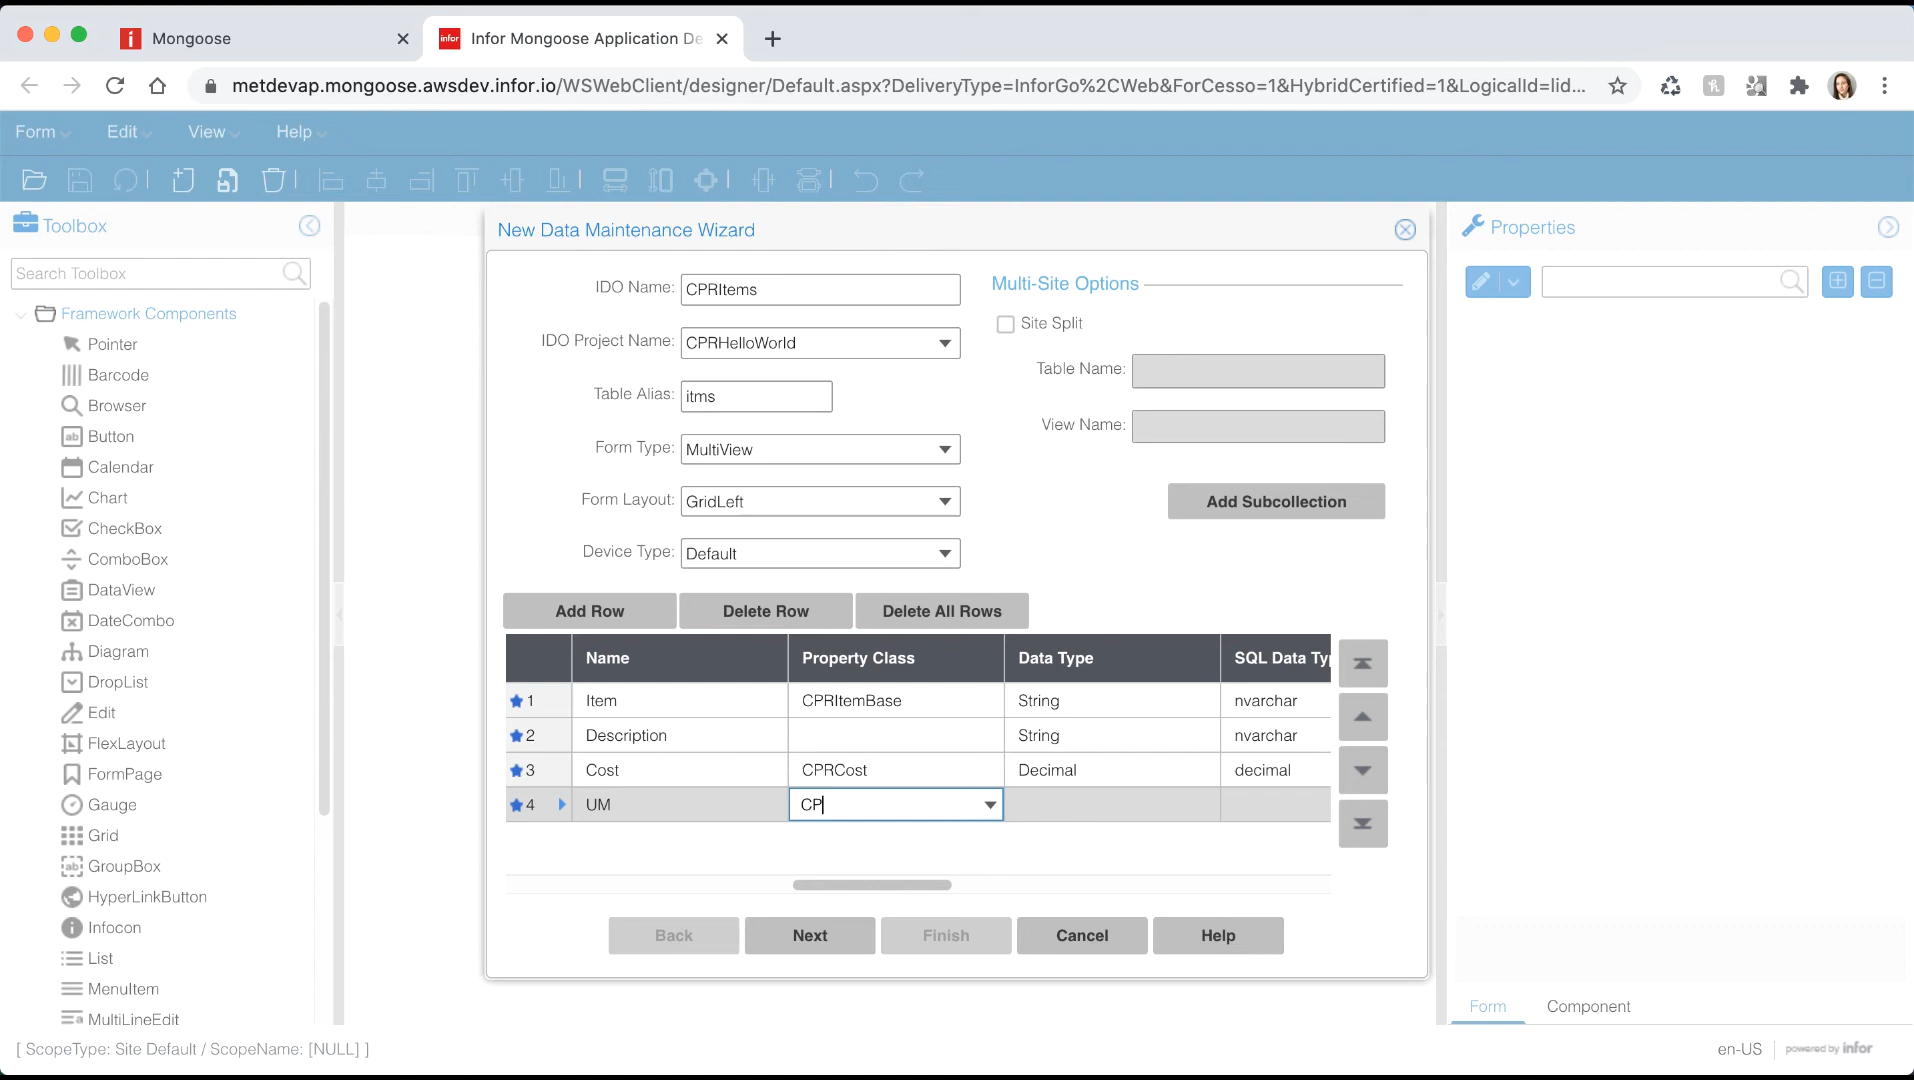 Mongoose
infor
Infor Mongoose Application De
metdevap.mongoose.awsdev.infor.io/WSWebClient/designer/Default.aspx?DeliveryType=InforGo%2CWeb&ForCesso=1&HybridCertified=1&LogicalId=lid...
Form
Edit
View
Help
Toolbox
Search Toolbox
Framework Components
Pointer
Barcode
Browser
Button
Calendar
Chart
CheckBox
ComboBox
DataView
DateCombo
Diagram
DropList
Edit
FlexLayout
FormPage
Gauge
Grid
GroupBox
HyperLinkButton
Infocon
List
MenuItem
MultiLineEdit
New Data Maintenance Wizard
IDO Name: CPRItems
IDO Project Name: CPRHelloWorld
Table Alias: itms
Form Type: MultiView
Form Layout: GridLeft
Device Type: Default
Multi-Site Options
Site Split
Table Name:
View Name:
Add Subcollection
Add Row Delete Row Delete All Rows
Name Property Class Data Type SQL Data Typ
1 Item CPRItemBase String nvarchar
2 Description String nvarchar
3 Cost CPRCost Decimal decimal
4 UM CP
Back Next Finish Cancel Help
Properties
Form Component
[ ScopeType: Site Default / ScopeName: [NULL] ]
en-US
powered by infor